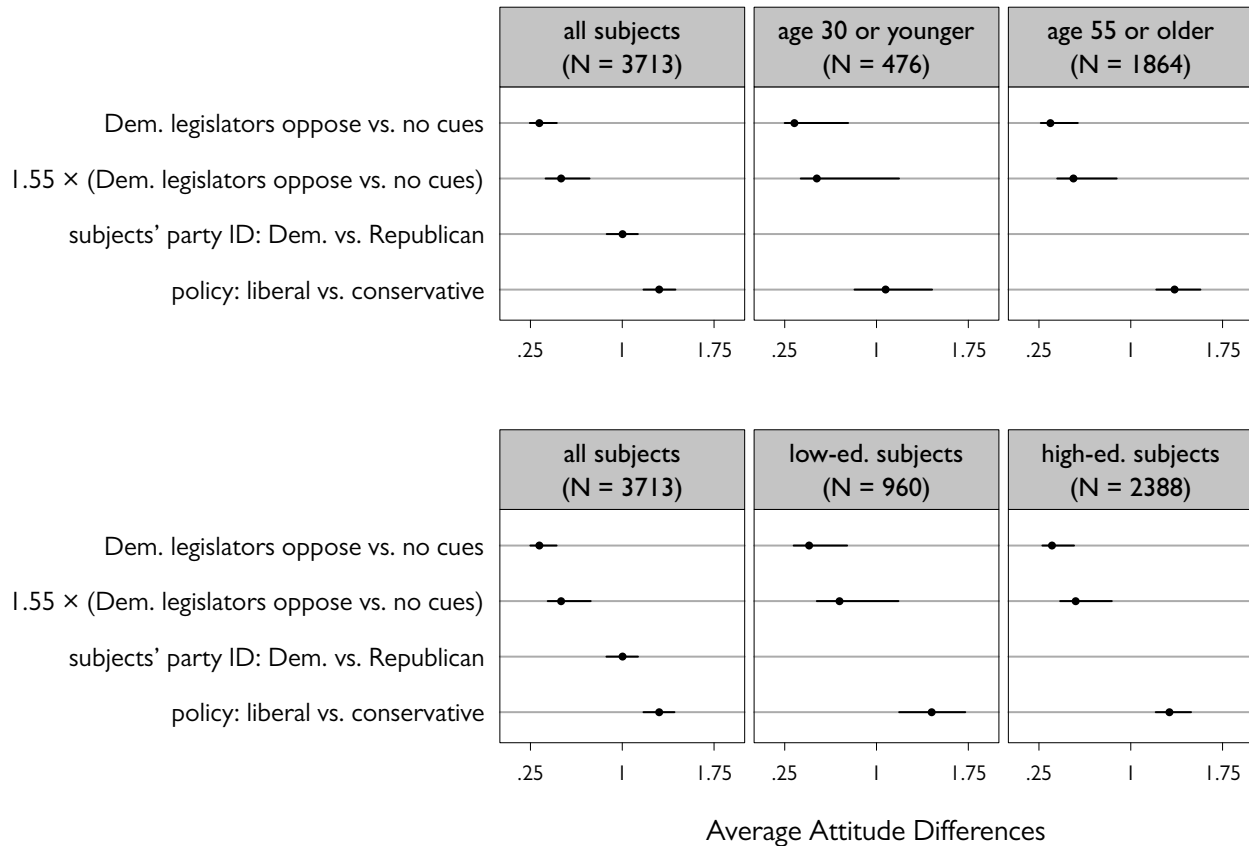 all subjects
(N = 3713)
age 30 or younger
(N = 476)
age 55 or older
(N = 1864)
Dem. legislators oppose vs. no cues
1.55 × (Dem. legislators oppose vs. no cues)
subjects’ party ID: Dem. vs. Republican
policy: liberal vs. conservative
.25 1 1.75 .25 1 1.75 .25 1 1.75
all subjects
(N = 3713)
low-ed. subjects
(N = 960)
high-ed. subjects
(N = 2388)
Dem. legislators oppose vs. no cues
1.55 × (Dem. legislators oppose vs. no cues)
subjects’ party ID: Dem. vs. Republican
policy: liberal vs. conservative
.25 1 1.75 .25 1 1.75 .25 1 1.75
Average Attitude Differences